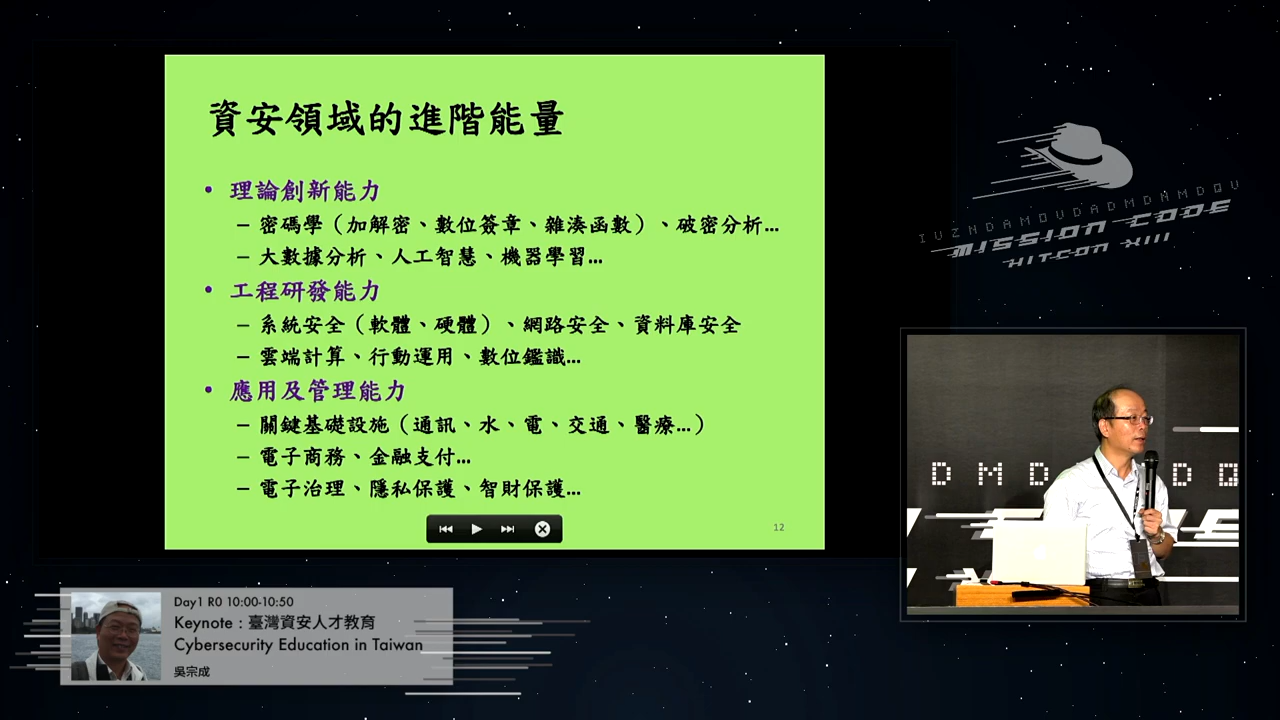 資安領域的進階能量
• 理論創新能力
– 密碼學（加解密、數位簽章、雜湊函數）、破密分析...
– 大數據分析、人工智慧、機器學習...
• 工程研發能力
– 系統安全（軟體、硬體）、網路安全、資料庫安全
– 雲端計算、行動運用、數位鑑識...
• 應用及管理能力
– 關鍵基礎設施（通訊、水、電、交通、醫療...）
– 電子商務、金融支付...
– 電子治理、隱私保護、智財保護...
12
IVZNDAMOVDADMDNMDQV
MISSION CODE
HITCON XIII
D M D
D Q
Day1 R0 10:00-10:50
Keynote：臺灣資安人才教育
Cybersecurity Education in Taiwan
吳宗成